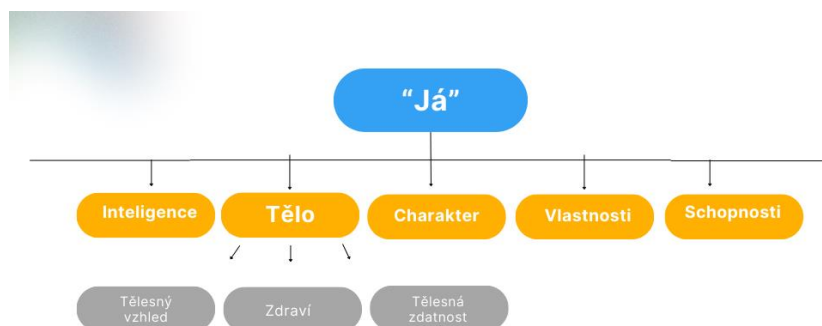 “Já”
Inteligence
Tělo
Charakter
Vlastnosti
Schopnosti
Tělesný
vzhled
Zdraví
Tělesná
zdatnost